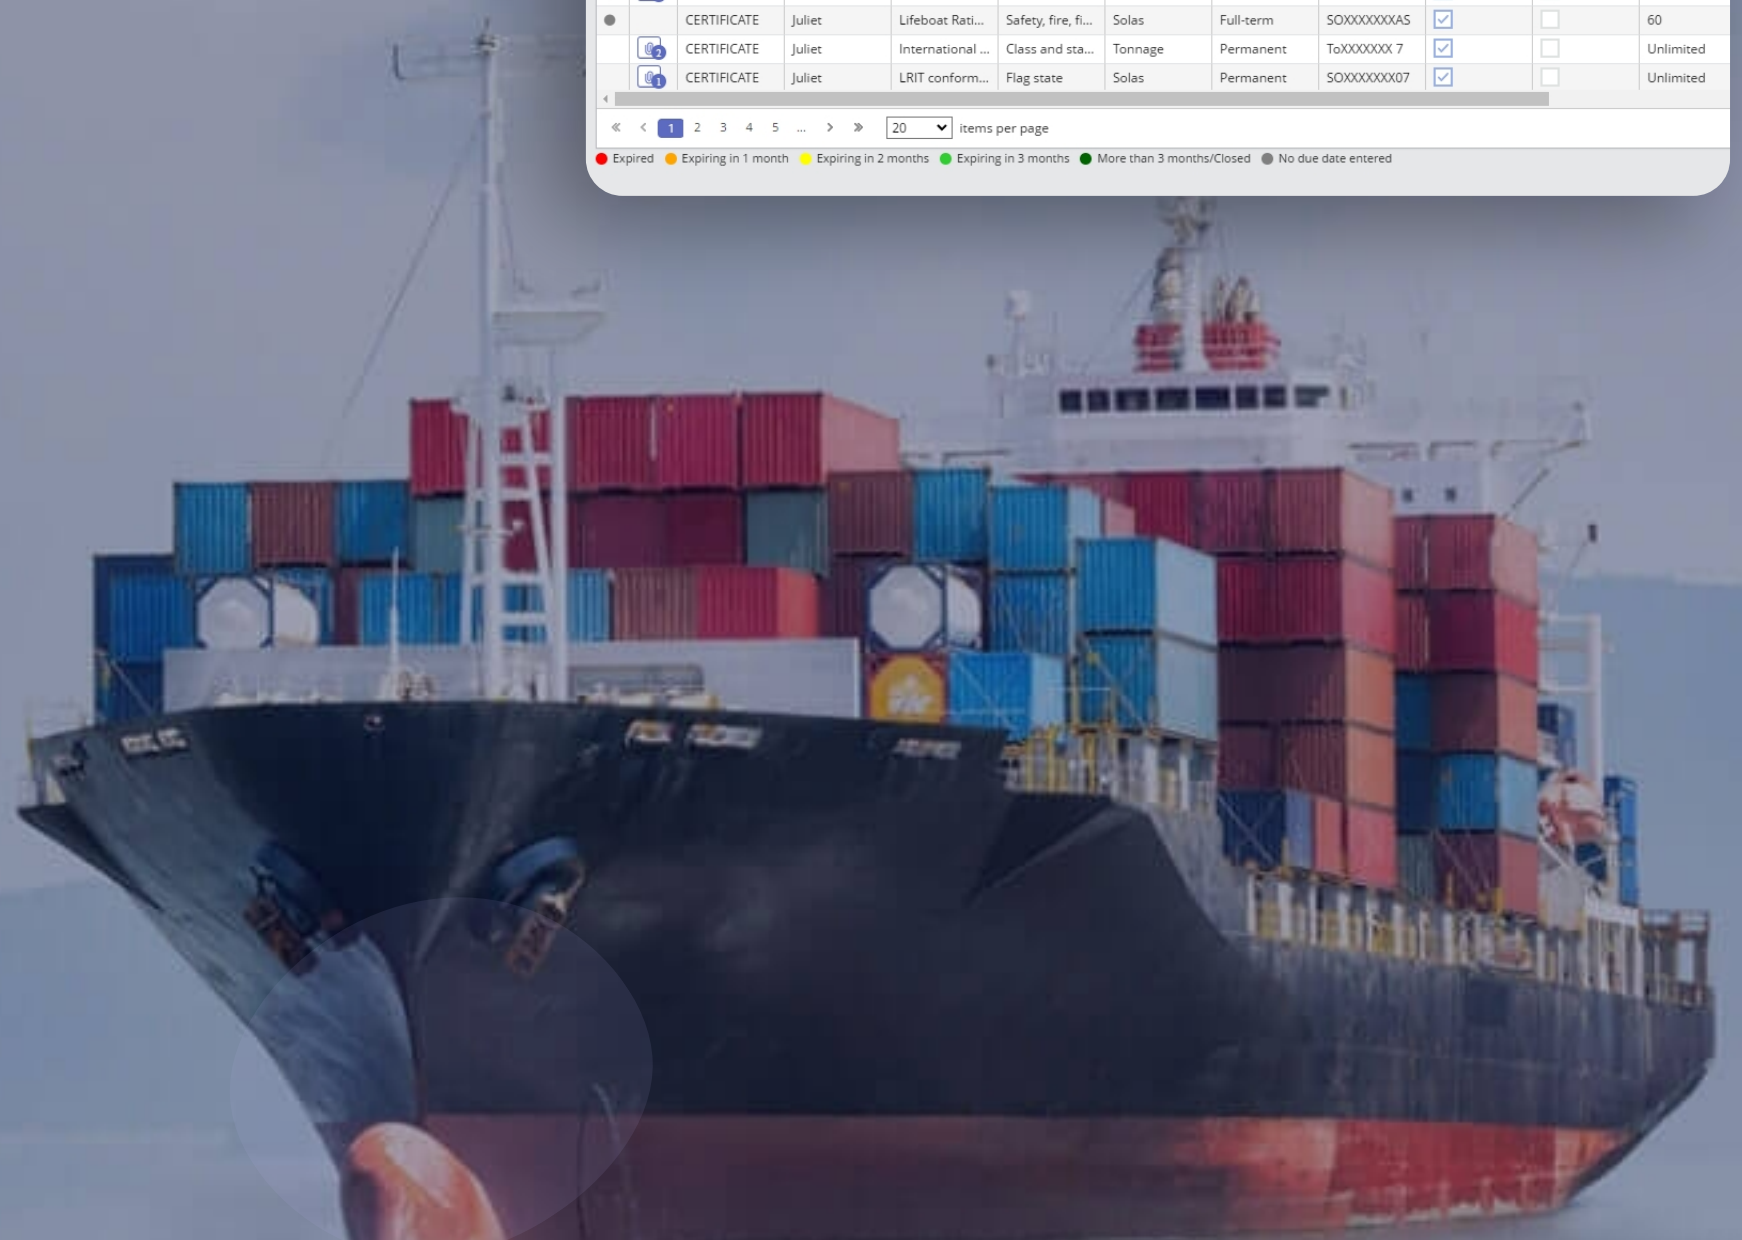 CERTIFICATE Juliet Lifeboat Rati... Safety, fire, fi... Solas Full-term SOXXXXXXXAS 60
2 CERTIFICATE Juliet International ... Class and sta... Tonnage Permanent ToXXXXXXX 7 Unlimited
1 CERTIFICATE Juliet LRIT conform... Flag state Solas Permanent SOXXXXXXX07 Unlimited
1 2 3 4 5 ... 20 items per page
Expired Expiring in 1 month Expiring in 2 months Expiring in 3 months More than 3 months/Closed No due date entered